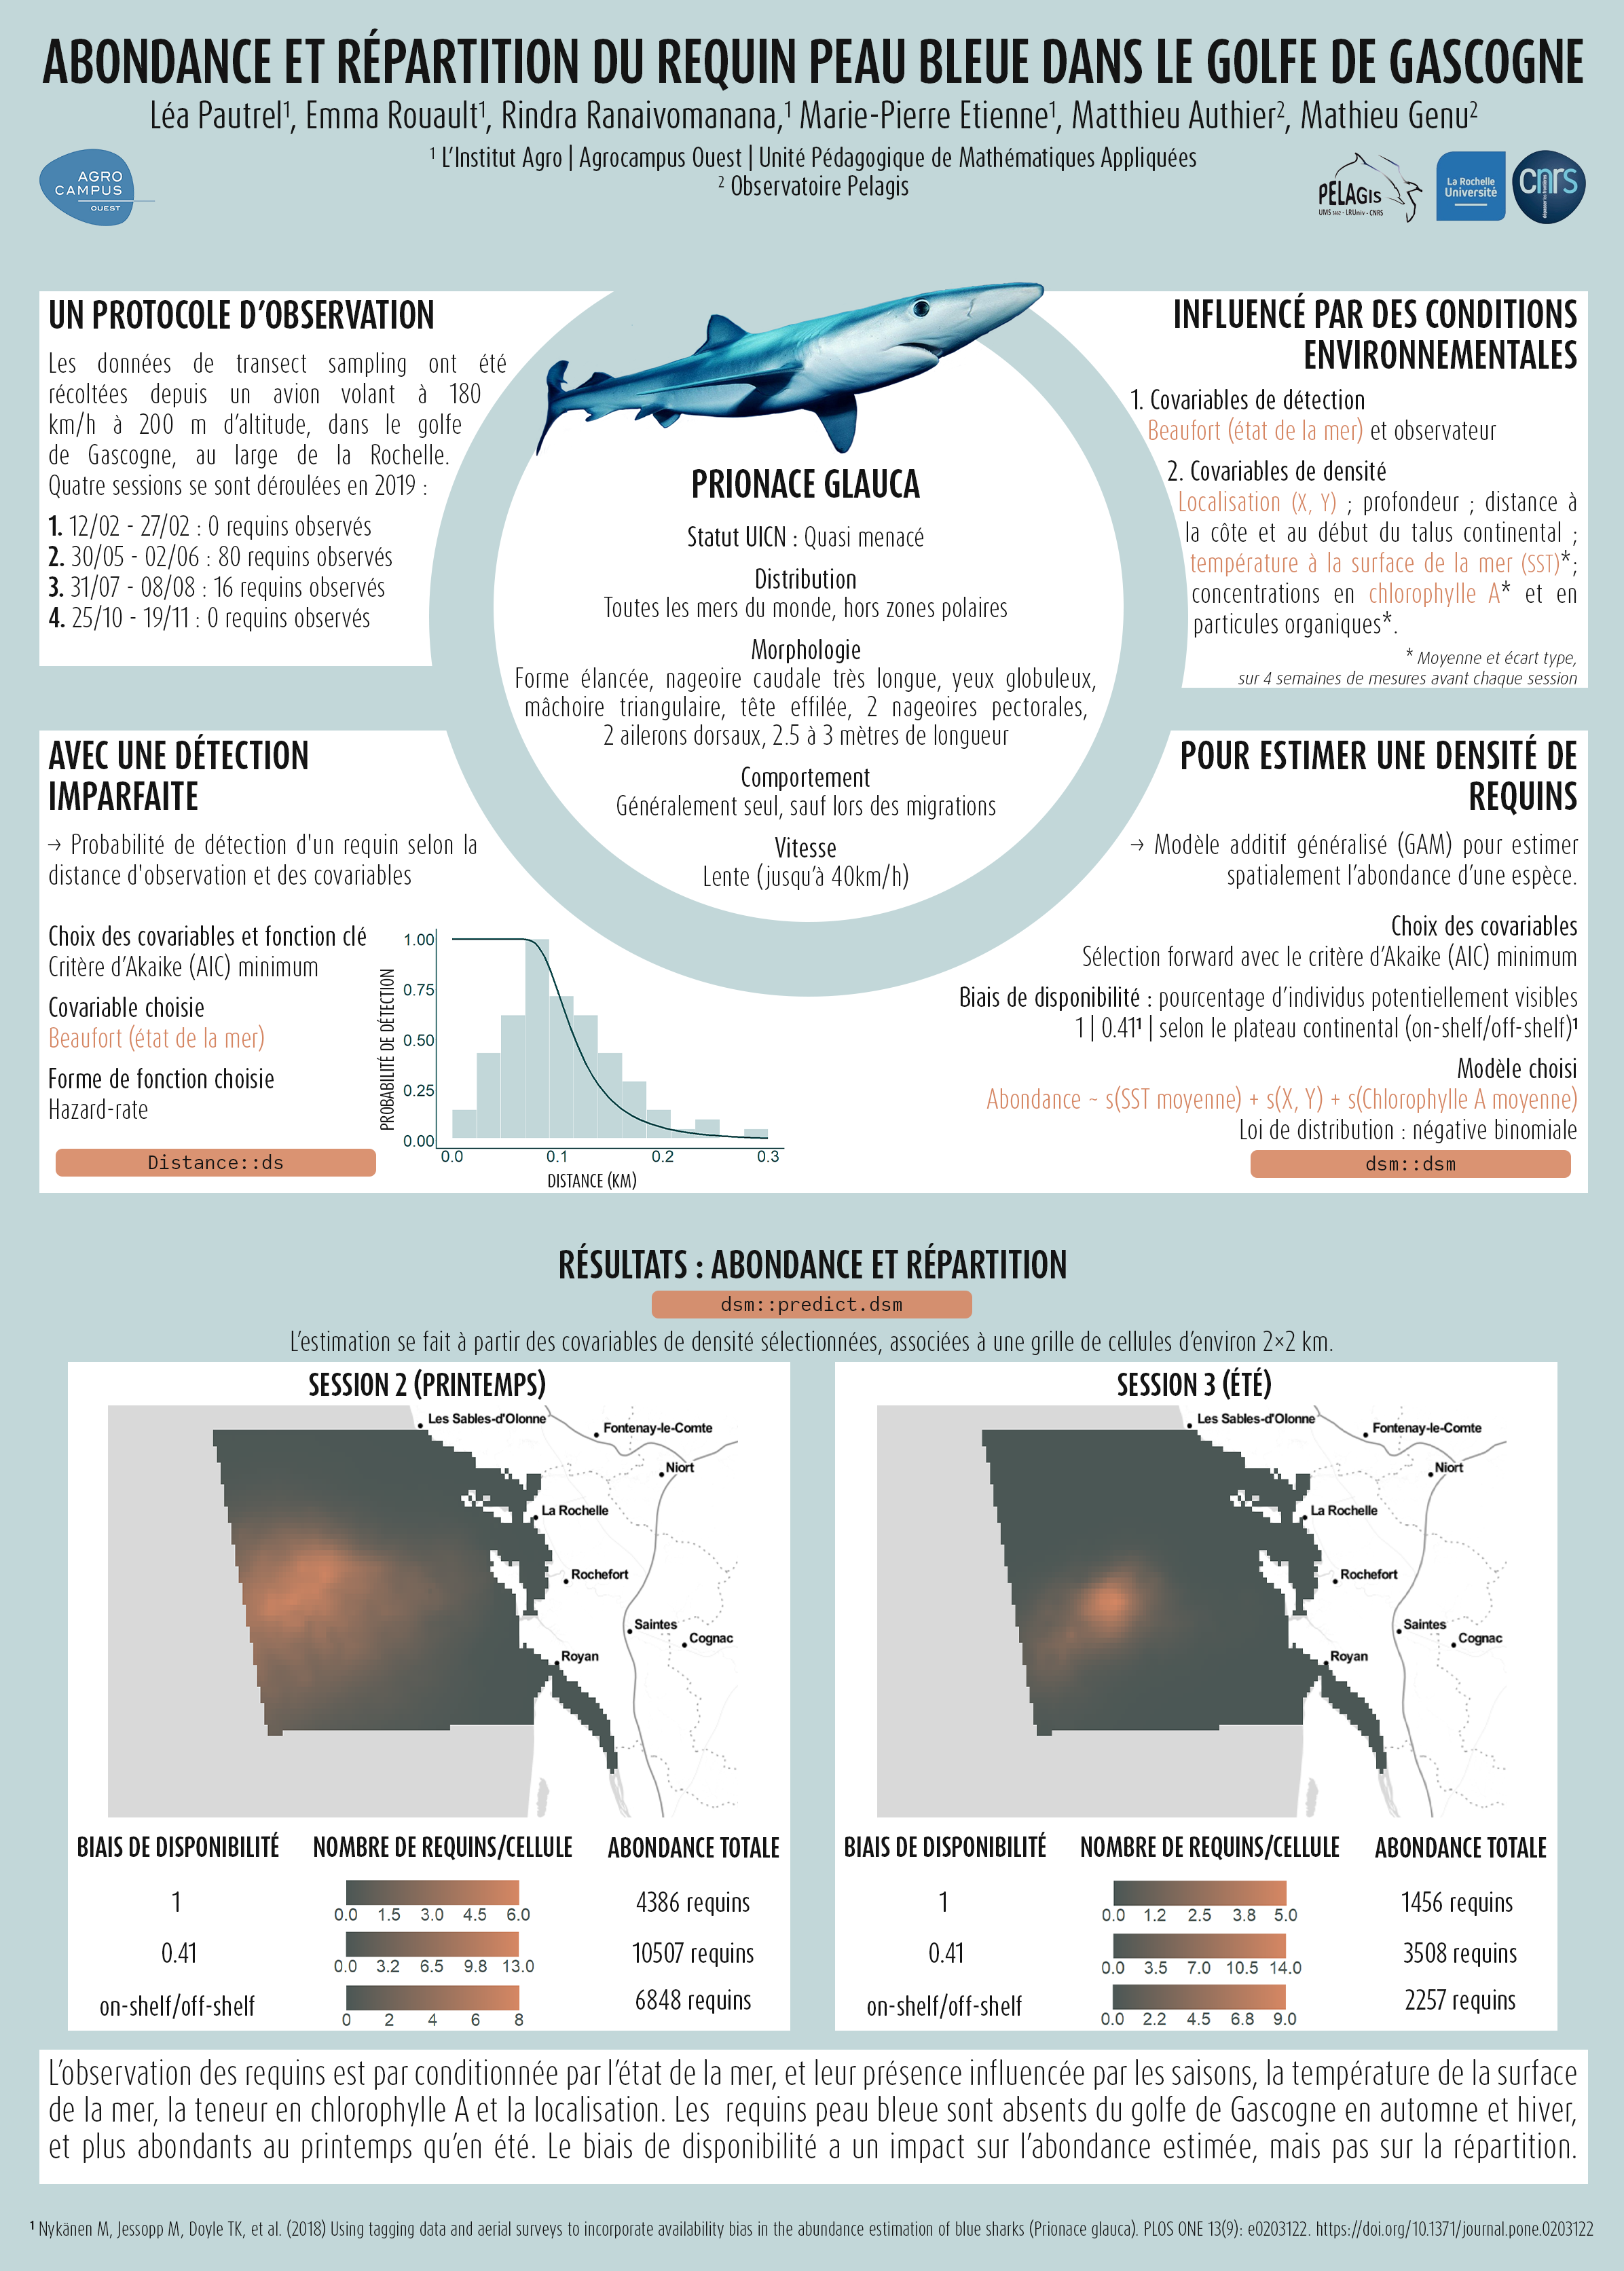 ABONDANCE ET RÉPARTITION DU REQUIN PEAU BLEUE DANS LE GOLFE DE GASCOGNE
Léa Pautrel¹, Emma Rouault¹, Rindra Ranaivomanana,¹ Marie-Pierre Etienne¹, Matthieu Authier², Mathieu Genu²
¹ L'Institut Agro | Agrocampus Ouest | Unité Pédagogique de Mathématiques Appliquées
² Observatoire Pelagis
AGRO
CAMPUS
OUEST
PELAGIS
UMS 3462 - LRUniv - CNRS
La Rochelle
Université
cnrs
UN PROTOCOLE D'OBSERVATION
Les données de transect sampling ont été
récoltées depuis un avion volant à 180
km/h à 200 m d'altitude, dans le golfe
de Gascogne, au large de la Rochelle.
Quatre sessions se sont déroulées en 2019 :
1. 12/02 - 27/02 : 0 requins observés
2. 30/05 - 02/06 : 80 requins observés
3. 31/07 - 08/08 : 16 requins observés
4. 25/10 - 19/11 : 0 requins observés
PRIONACE GLAUCA
Statut UICN : Quasi menacé
Distribution
Toutes les mers du monde, hors zones polaires
Morphologie
Forme élancée, nageoire caudale très longue, yeux globuleux,
mâchoire triangulaire, tête effilée, 2 nageoires pectorales,
2 ailerons dorsaux, 2.5 à 3 mètres de longueur
Comportement
Généralement seul, sauf lors des migrations
Vitesse
Lente (jusqu'à 40km/h)
INFLUENCÉ PAR DES CONDITIONS
ENVIRONNEMENTALES
1. Covariables de détection
Beaufort (état de la mer) et observateur
2. Covariables de densité
Localisation (X, Y) ; profondeur ; distance à
la côte et au début du talus continental ;
température à la surface de la mer (SST)*;
concentrations en chlorophylle A* et en
particules organiques*.
* Moyenne et écart type,
sur 4 semaines de mesures avant chaque session
AVEC UNE DÉTECTION
IMPARFAITE
→ Probabilité de détection d'un requin selon la
distance d'observation et des covariables
Choix des covariables et fonction clé
Critère d'Akaike (AIC) minimum
Covariable choisie
Beaufort (état de la mer)
Forme de fonction choisie
Hazard-rate
Distance::ds
PROBABILITÉ DE DÉTECTION
1.00
0.75
0.50
0.25
0.00
0.0 0.1 0.2 0.3
DISTANCE (KM)
POUR ESTIMER UNE DENSITÉ DE
REQUINS
→ Modèle additif généralisé (GAM) pour estimer
spatialement l'abondance d'une espèce.
Choix des covariables
Sélection forward avec le critère d'Akaike (AIC) minimum
Biais de disponibilité : pourcentage d'individus potentiellement visibles
1 | 0.41¹ | selon le plateau continental (on-shelf/off-shelf)¹
Modèle choisi
Abondance ~ s(SST moyenne) + s(X, Y) + s(Chlorophylle A moyenne)
Loi de distribution : négative binomiale
dsm::dsm
RÉSULTATS : ABONDANCE ET RÉPARTITION
dsm::predict.dsm
L'estimation se fait à partir des covariables de densité sélectionnées, associées à une grille de cellules d'environ 2×2 km.
SESSION 2 (PRINTEMPS)
Les Sables-d'Olonne
Fontenay-le-Comte
Niort
La Rochelle
Rochefort
Saintes
Cognac
Royan
BIAIS DE DISPONIBILITÉ NOMBRE DE REQUINS/CELLULE ABONDANCE TOTALE
1 4386 requins
0.0 1.5 3.0 4.5 6.0
0.41 10507 requins
0.0 3.2 6.5 9.8 13.0
on-shelf/off-shelf 6848 requins
0 2 4 6 8
SESSION 3 (ÉTÉ)
Les Sables-d'Olonne
Fontenay-le-Comte
Niort
La Rochelle
Rochefort
Saintes
Cognac
Royan
BIAIS DE DISPONIBILITÉ NOMBRE DE REQUINS/CELLULE ABONDANCE TOTALE
1 1456 requins
0.0 1.2 2.5 3.8 5.0
0.41 3508 requins
0.0 3.5 7.0 10.5 14.0
on-shelf/off-shelf 2257 requins
0.0 2.2 4.5 6.8 9.0
L'observation des requins est par conditionnée par l'état de la mer, et leur présence influencée par les saisons, la température de la surface
de la mer, la teneur en chlorophylle A et la localisation. Les requins peau bleue sont absents du golfe de Gascogne en automne et hiver,
et plus abondants au printemps qu'en été. Le biais de disponibilité a un impact sur l'abondance estimée, mais pas sur la répartition.
¹ Nykänen M, Jessopp M, Doyle TK, et al. (2018) Using tagging data and aerial surveys to incorporate availability bias in the abundance estimation of blue sharks (Prionace glauca). PLOS ONE 13(9): e0203122. https://doi.org/10.1371/journal.pone.0203122